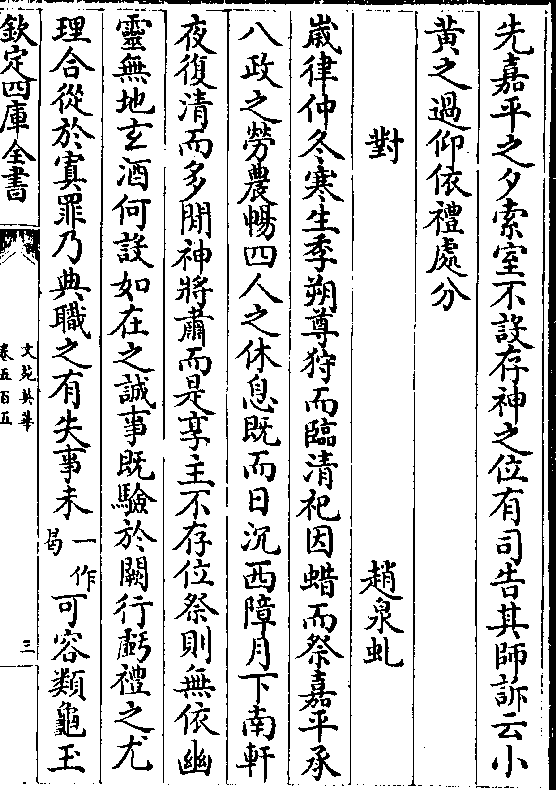 先嘉平之夕索室不設存神之位有司告其師訴云小
黄之過仰依禮處分
對　趙泉虬
嵗律仲冬寒生季朔尊狩而臨清祀因蜡而祭嘉平承
八政之勞農暢四人之休息既而日沉西障月下南軒
夜復清而多閒神將肅而是享主不存位祭則無依幽
靈無地玄酒何設如在之誠事既驗於闕行虧禮之尤
理合從於寘罪乃典職之有失事未一作曷可容類龜玉
欽定四庫全書
文苑英華
卷五百五
三